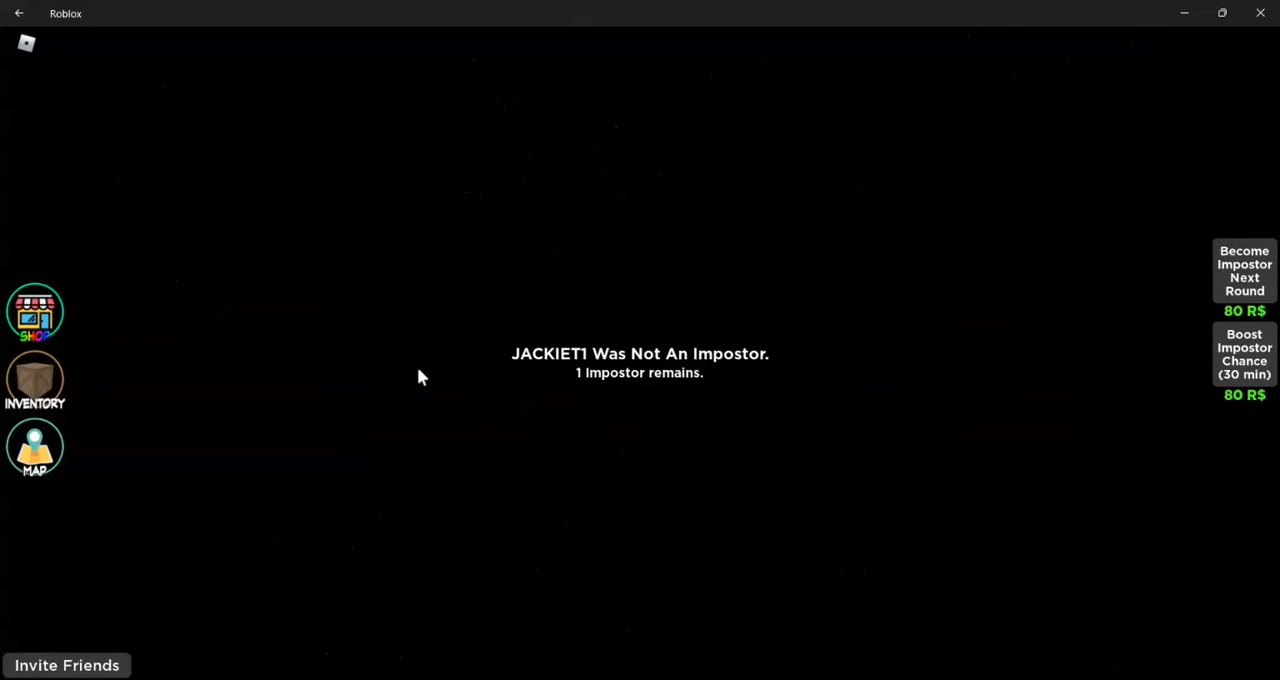 Roblox
Become
Impostor
Next
Round
80 R$
SHOP
Boost
Impostor
Chance
(30 min)
80 R$
JACKIET1 Was Not An Impostor.
1 Impostor remains.
INVENTORY
MAP
Invite Friends